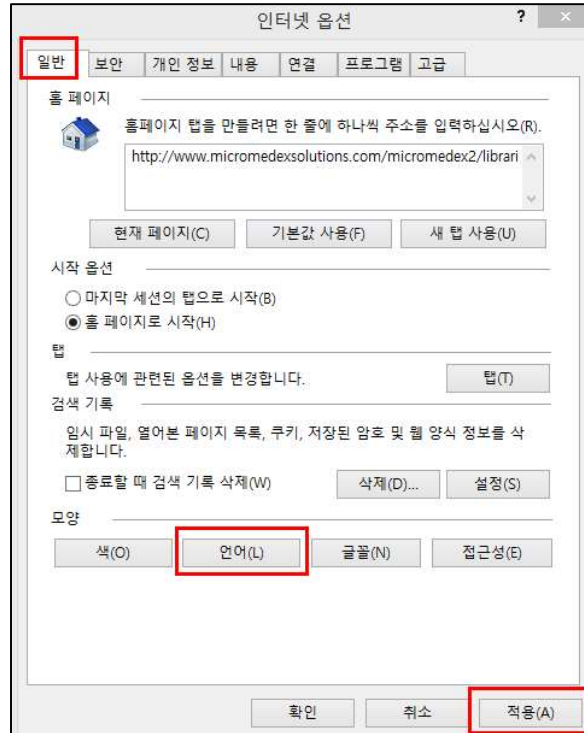 인터넷 옵션 ? ×
일반 보안 개인 정보 내용 연결 프로그램 고급
홈 페이지
홈페이지 탭을 만들려면 한 줄에 하나씩 주소를 입력하십시오(R).
http://www.micromedexsolutions.com/micromedex2/librari
현재 페이지(C) 기본값 사용(F) 새 탭 사용(U)
시작 옵션
마지막 세션의 탭으로 시작(B)
홈 페이지로 시작(H)
탭
탭 사용에 관련된 옵션을 변경합니다. 탭(T)
검색 기록
임시 파일, 열어본 페이지 목록, 쿠키, 저장된 암호 및 웹 양식 정보를 삭
제합니다.
종료할 때 검색 기록 삭제(W) 삭제(D)... 설정(S)
모양
색(O) 언어(L) 글꼴(N) 접근성(E)
확인 취소 적용(A)